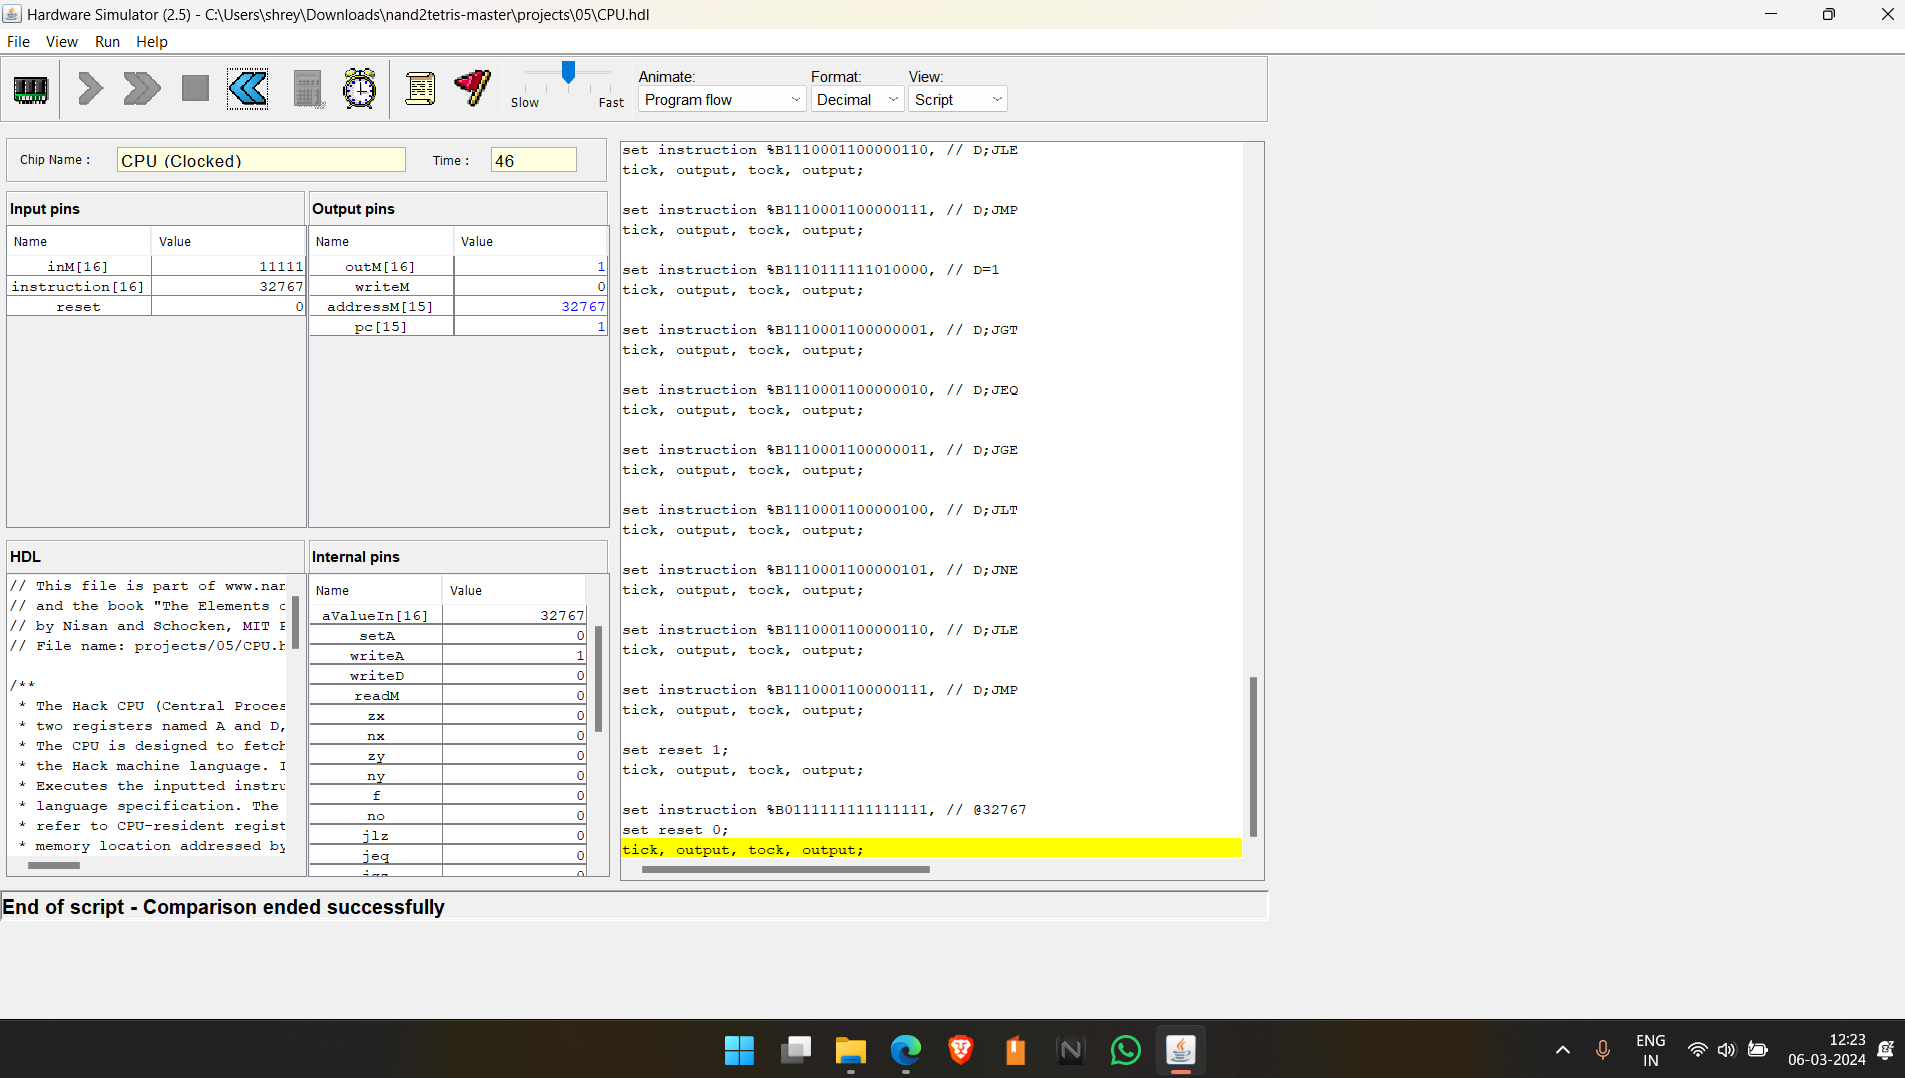 Hardware Simulator (2.5) - C:\Users\shrey\Downloads\nand2tetris-master\projects\05\CPU.hdl
File View Run Help
Slow Fast
Animate: Format: View:
Program flow Decimal Script
Chip Name : CPU (Clocked) Time : 46
Input pins
Name Value
inM[16] 11111
instruction[16] 32767
reset 0
Output pins
Name Value
outM[16] 1
writeM 0
addressM[15] 32767
pc[15] 1
HDL
// This file is part of www.nan
// and the book "The Elements o
// by Nisan and Schocken, MIT P
// File name: projects/05/CPU.h
/**
* The Hack CPU (Central Proces
* two registers named A and D,
* The CPU is designed to fetch
* the Hack machine language. I
* Executes the inputted instru
* language specification. The
* refer to CPU-resident regist
* memory location addressed by
Internal pins
Name Value
aValueIn[16] 32767
setA 0
writeA 1
writeD 0
readM 0
zx 0
nx 0
zy 0
ny 0
f 0
no 0
jlz 0
jeq 0
set instruction %B1110001100000110, // D;JLE
tick, output, tock, output;
set instruction %B1110001100000111, // D;JMP
tick, output, tock, output;
set instruction %B1110111111010000, // D=1
tick, output, tock, output;
set instruction %B1110001100000001, // D;JGT
tick, output, tock, output;
set instruction %B1110001100000010, // D;JEQ
tick, output, tock, output;
set instruction %B1110001100000011, // D;JGE
tick, output, tock, output;
set instruction %B1110001100000100, // D;JLT
tick, output, tock, output;
set instruction %B1110001100000101, // D;JNE
tick, output, tock, output;
set instruction %B1110001100000110, // D;JLE
tick, output, tock, output;
set instruction %B1110001100000111, // D;JMP
tick, output, tock, output;
set reset 1;
tick, output, tock, output;
set instruction %B0111111111111111, // @32767
set reset 0;
tick, output, tock, output;
End of script - Comparison ended successfully
ENG
IN
12:23
06-03-2024